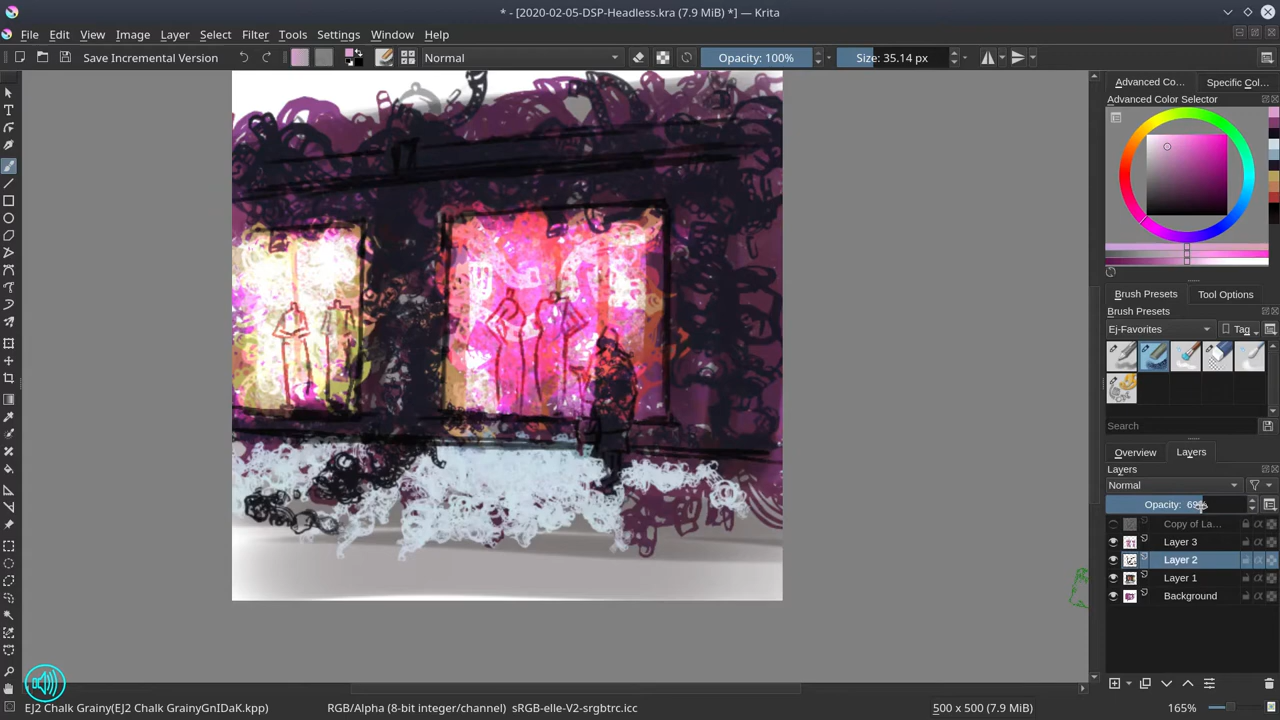 * - [2020-02-05-DSP-Headless.kra (7.9 MiB) *] — Krita
File Edit View Image Layer Select Filter Tools Settings Window Help
Save Incremental Version Normal Opacity: 100% Size: 35.14 px
Advanced Co... Specific Col...
Advanced Color Selector
Brush Presets Tool Options
Brush Presets
Ej-Favorites Tag
Search
Overview Layers
Layers
Normal
Opacity: 69%
Copy of La...
Layer 3
Layer 2
Layer 1
Background
EJ2 Chalk Grainy(EJ2 Chalk GrainyGnIDaK.kpp) RGB/Alpha (8-bit integer/channel) sRGB-elle-V2-srgbtrc.icc 500 x 500 (7.9 MiB) 165%